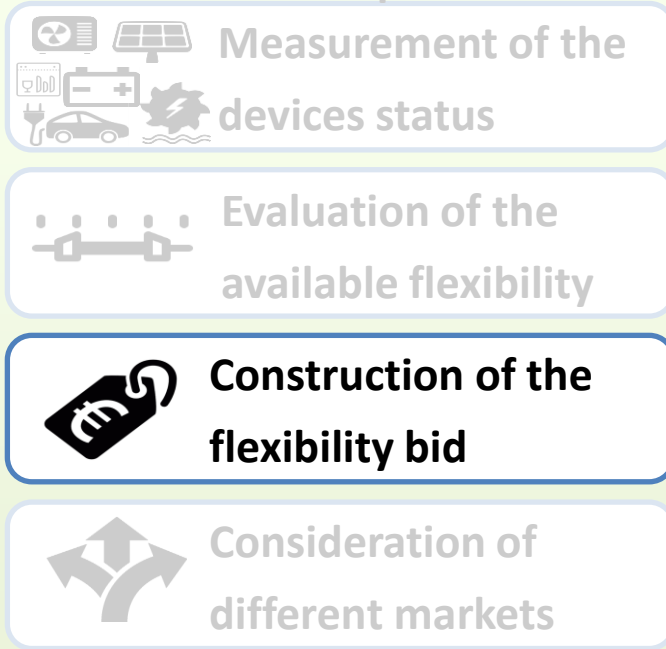 Measurement of the
devices status
Evaluation of the
available flexibility
€
Construction of the
flexibility bid
Consideration of
different markets